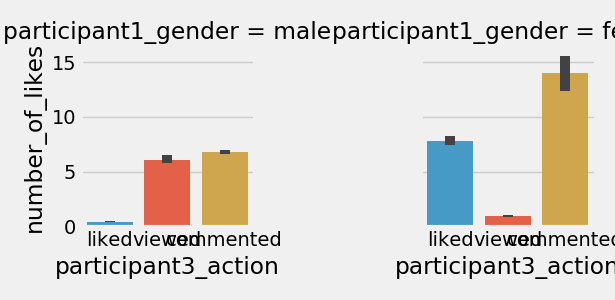 participant1_gender = male
participant1_gender = fe
number_of_likes
15
10
5
0
liked
viewed
commented
liked
viewed
commented
participant3_action
participant3_action